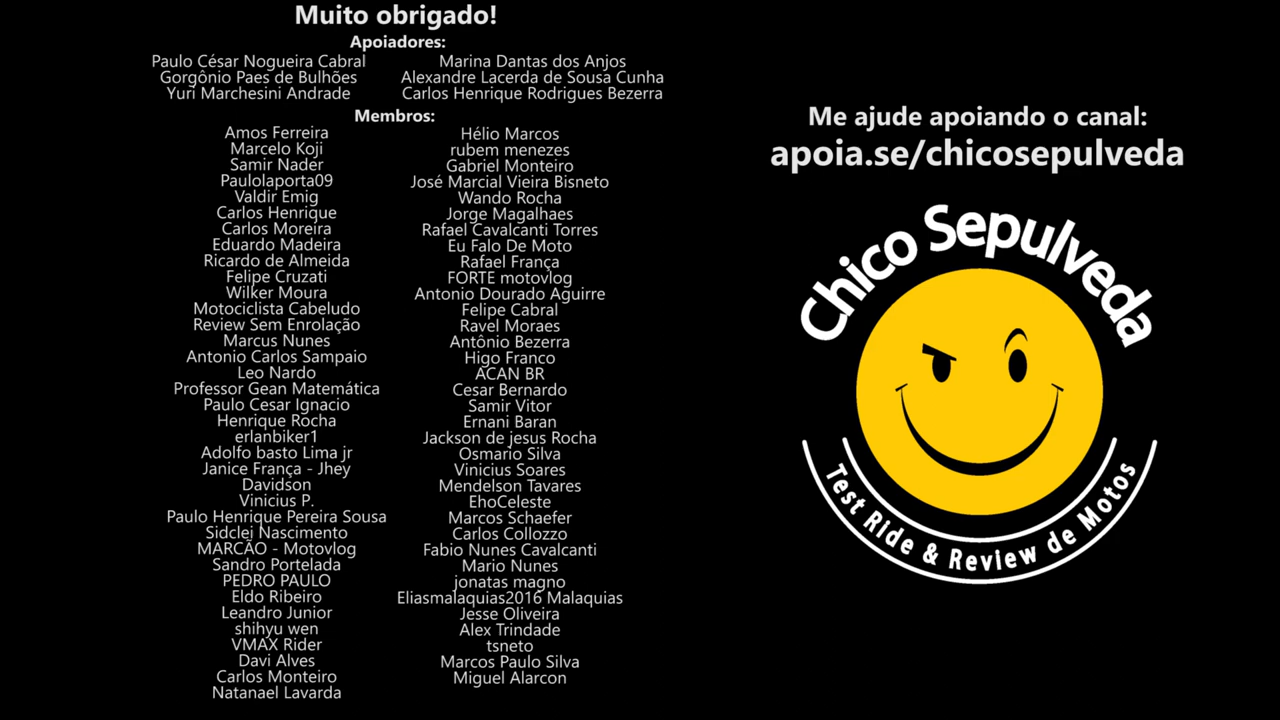 Muito obrigado!
Apoiadores:
Paulo César Nogueira Cabral
Gorgônio Paes de Bulhões
Yuri Marchesini Andrade
Marina Dantas dos Anjos
Alexandre Lacerda de Sousa Cunha
Carlos Henrique Rodrigues Bezerra
Membros:
Amos Ferreira
Marcelo Koji
Samir Nader
Paulolaporta09
Valdir Emig
Carlos Henrique
Carlos Moreira
Eduardo Madeira
Ricardo de Almeida
Felipe Cruzati
Wilker Moura
Motociclista Cabeludo
Review Sem Enrolação
Marcus Nunes
Antonio Carlos Sampaio
Leo Nardo
Professor Gean Matemática
Paulo Cesar Ignacio
Henrique Rocha
erlanbiker1
Adolfo basto Lima jr
Janice França - Jhey
Davidson
Vinicius P.
Paulo Henrique Pereira Sousa
Sidclei Nascimento
MARCÃO - Motovlog
Sandro Portelada
PEDRO PAULO
Eldo Ribeiro
Leandro Junior
shihyu wen
VMAX Rider
Davi Alves
Carlos Monteiro
Natanael Lavarda
Hélio Marcos
rubem menezes
Gabriel Monteiro
José Marcial Vieira Bisneto
Wando Rocha
Jorge Magalhaes
Rafael Cavalcanti Torres
Eu Falo De Moto
Rafael França
FORTE motovlog
Antonio Dourado Aguirre
Felipe Cabral
Ravel Moraes
Antônio Bezerra
Higo Franco
ACAN BR
Cesar Bernardo
Samir Vitor
Ernani Baran
Jackson de jesus Rocha
Osmario Silva
Vinicius Soares
Mendelson Tavares
EhoCeleste
Marcos Schaefer
Carlos Collozzo
Fabio Nunes Cavalcanti
Mario Nunes
jonatas magno
Eliasmalaquias2016 Malaquias
Jesse Oliveira
Alex Trindade
tsneto
Marcos Paulo Silva
Miguel Alarcon
Me ajude apoiando o canal:
apoia.se/chicosepulveda
Chico Sepulveda
Test Ride & Review de Motos